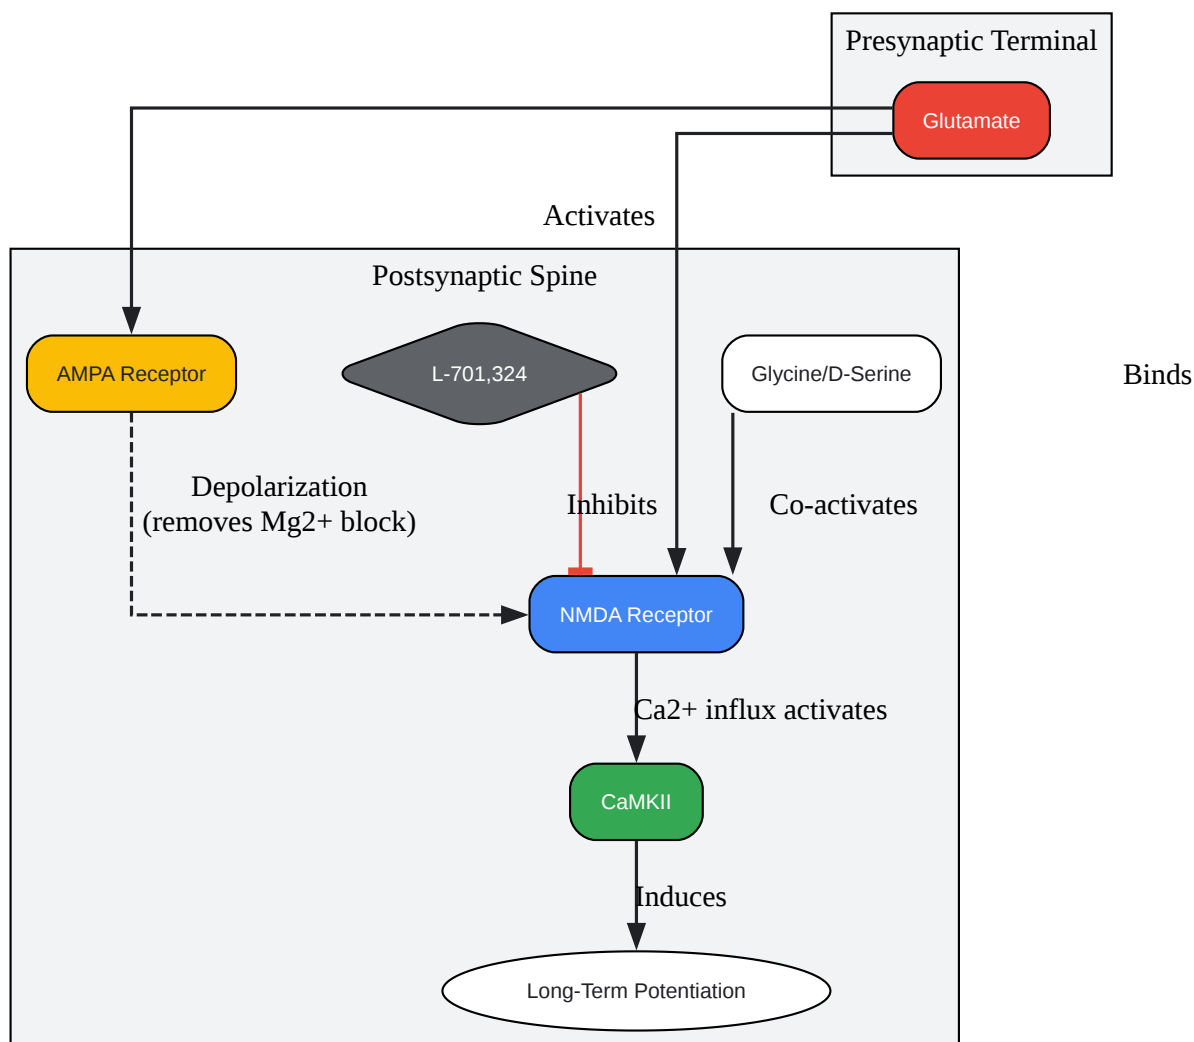 Presynaptic Terminal
Glutamate
Activates
Postsynaptic Spine
AMPA Receptor
L-701,324
Glycine/D-Serine
Binds
Depolarization
(removes Mg2+ block)
Inhibits
Co-activates
NMDA Receptor
Ca2+ influx activates
CaMKII
Induces
Long-Term Potentiation